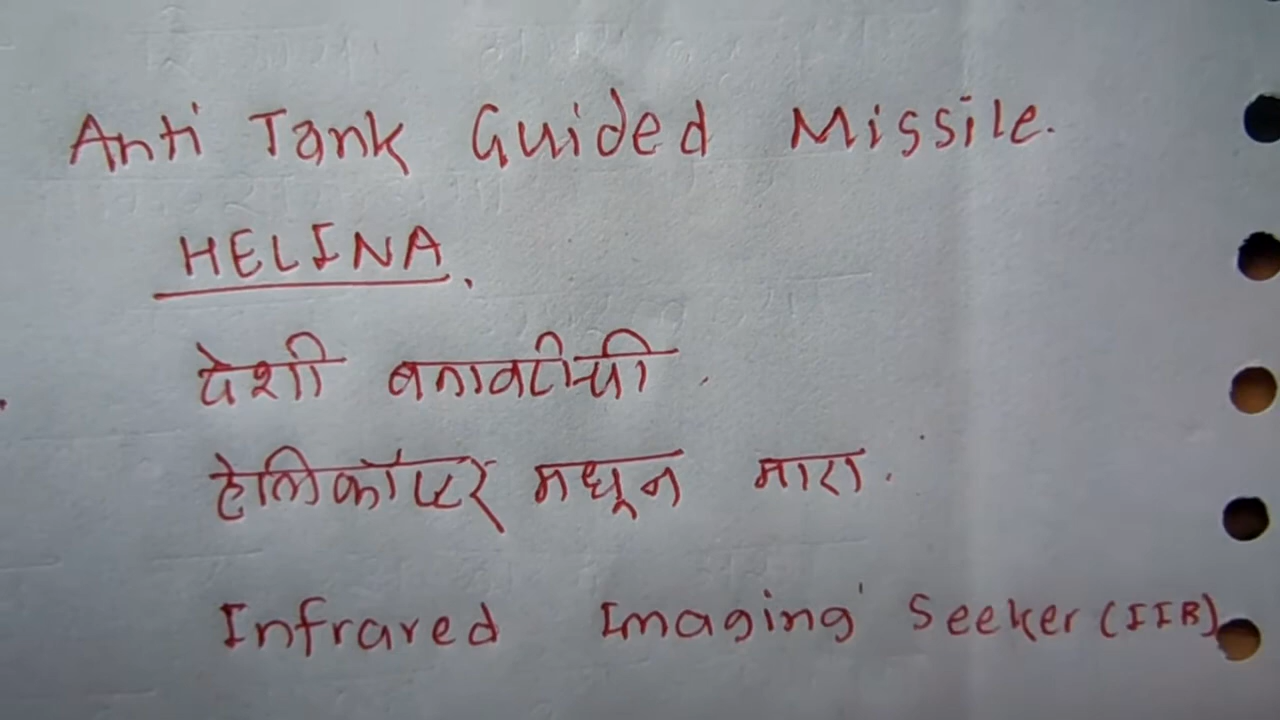 Anti Tank Guided Missile.
HELINA.
देशी बनावटीची.
हेलिकॉप्टर मधून मारा.
Infrared Imaging Seeker (IIR)